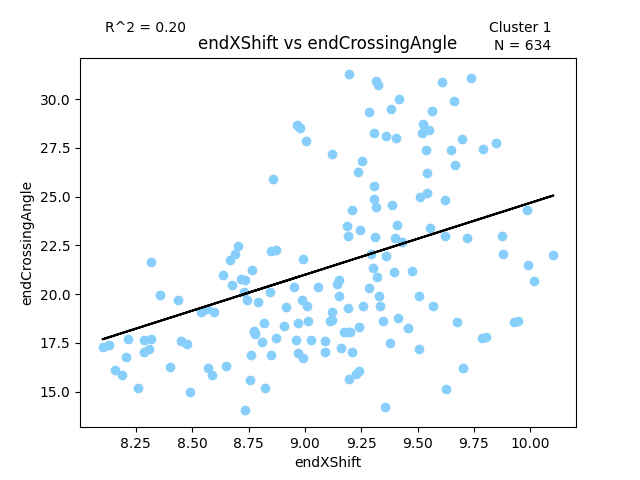 R^2 = 0.20
Cluster 1
N = 634
endXShift vs endCrossingAngle
endCrossingAngle
30.0
27.5
25.0
22.5
20.0
17.5
15.0
8.25 8.50 8.75 9.00 9.25 9.50 9.75 10.00
endXShift